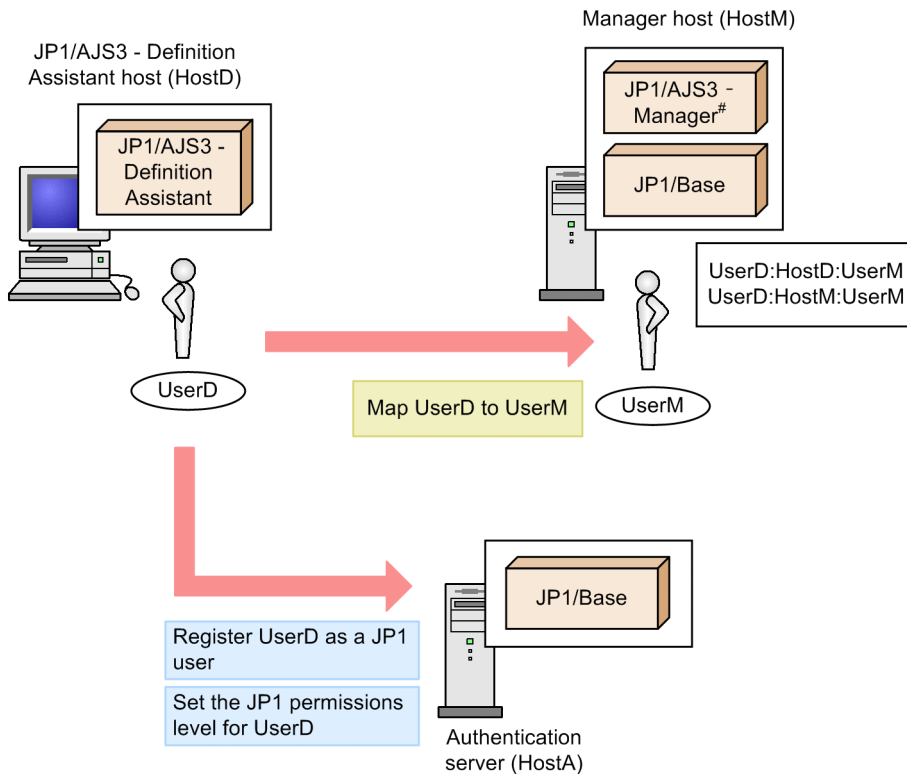 Manager host (HostM)
JP1/AJS3 - Definition
Assistant host (HostD)
JP1/AJS3 -
Manager#
JP1/AJS3 -
Definition
Assistant
JP1/Base
UserD:HostD:UserM
UserD:HostM:UserM
UserD
Map UserD to UserM
UserM
JP1/Base
Register UserD as a JP1
user
Set the JP1 permissions
level for UserD
Authentication
server (HostA)